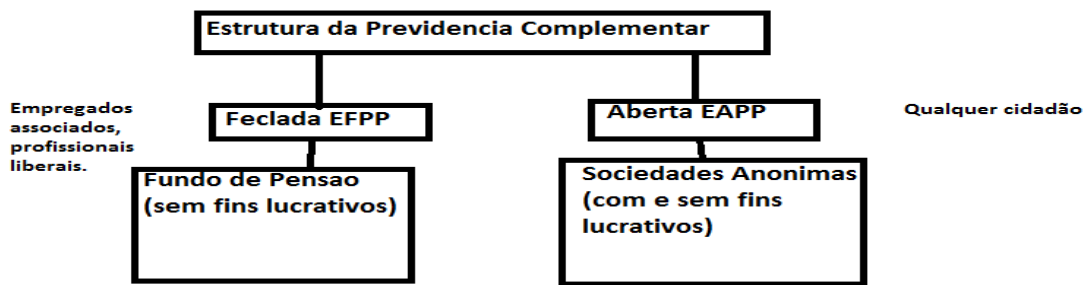 Estrutura da Previdencia Complementar
Empregados
associados,
profissionais
liberais.
Feclada EFPP
Aberta EAPP
Qualquer cidadão
Fundo de Pensao
(sem fins lucrativos)
Sociedades Anonimas
(com e sem fins
lucrativos)